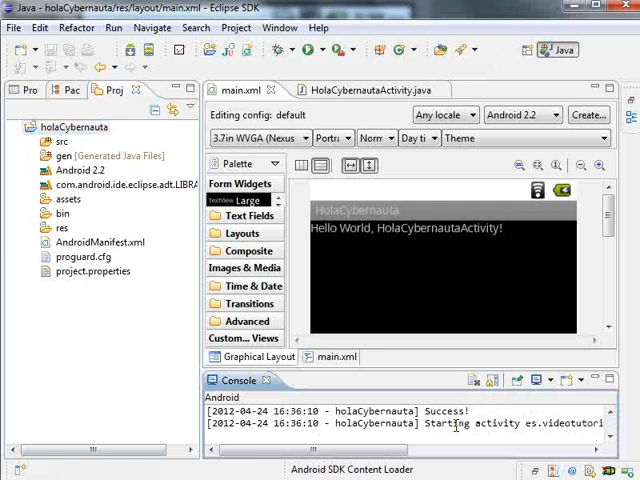 Java - holaCybernauta/res/layout/main.xml - Eclipse SDK
File Edit Refactor Run Navigate Search Project Window Help
Java
Pro Pac Proj
main.xml HolaCybernautaActivity.java
Editing config: default
Any locale Android 2.2 Create...
3.7in WVGA (Nexus Portra Norm Day ti Theme
holaCybernauta
src
gen [Generated Java Files]
Android 2.2
com.android.ide.eclipse.adt.LIBRA
assets
bin
res
AndroidManifest.xml
proguard.cfg
project.properties
Palette
Form Widgets
TextView Large
Text Fields
Layouts
Composite
Images & Media
Time & Date
Transitions
Advanced
Custom... Views
HolaCybernauta
Hello World, HolaCybernautaActivity!
Graphical Layout main.xml
Console
Android
[2012-04-24 16:36:10 - holaCybernauta] Success!
[2012-04-24 16:36:10 - holaCybernauta] Starting activity es.videotutori
Android SDK Content Loader